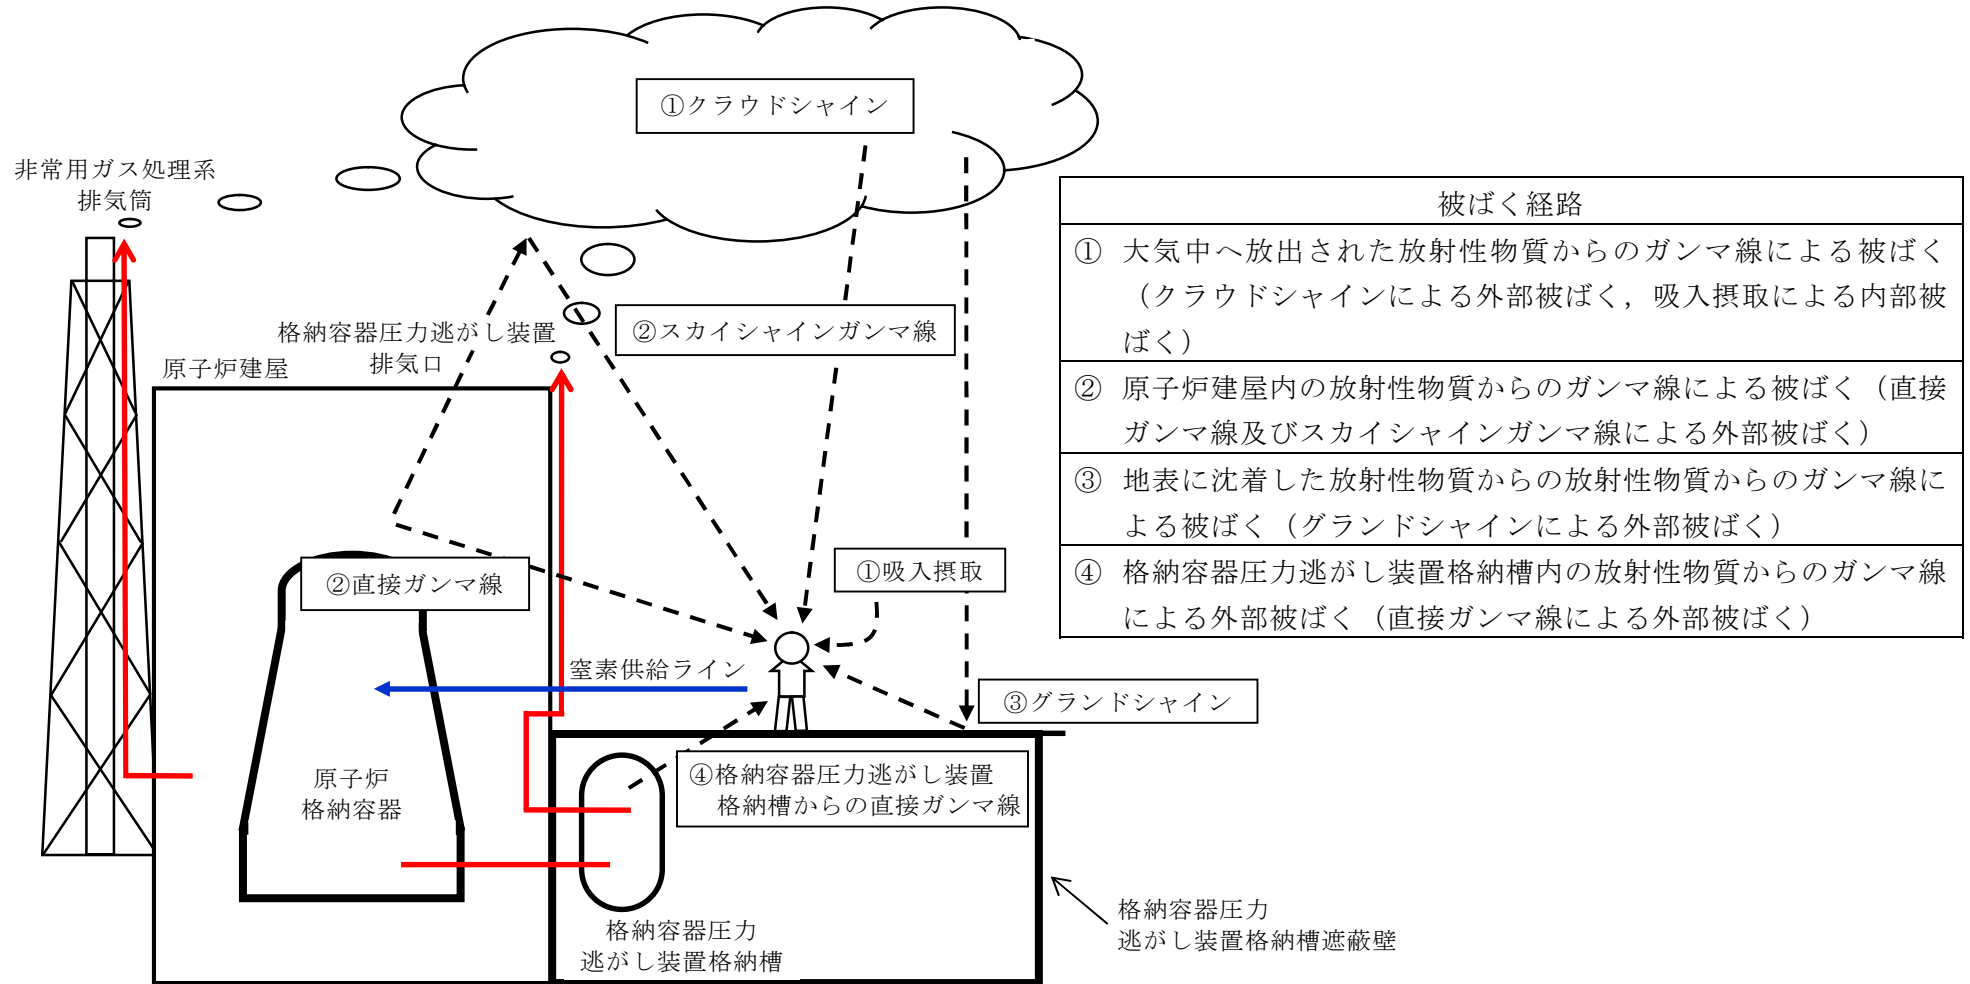 ①クラウドシャイン
非常用ガス処理系
排気筒
格納容器圧力逃がし装置
排気口
原子炉建屋
②スカイシャインガンマ線
②直接ガンマ線
①吸入摂取
窒素供給ライン
③グランドシャイン
原子炉
格納容器
④格納容器圧力逃がし装置
格納槽からの直接ガンマ線
格納容器圧力
逃がし装置格納槽
格納容器圧力
逃がし装置格納槽遮蔽壁
被ばく経路
① 大気中へ放出された放射性物質からのガンマ線による被ばく
（クラウドシャインによる外部被ばく，吸入摂取による内部被
ばく）
② 原子炉建屋内の放射性物質からのガンマ線による被ばく（直接
ガンマ線及びスカイシャインガンマ線による外部被ばく）
③ 地表に沈着した放射性物質からの放射性物質からのガンマ線に
よる被ばく（グランドシャインによる外部被ばく）
④ 格納容器圧力逃がし装置格納槽内の放射性物質からのガンマ線
による外部被ばく（直接ガンマ線による外部被ばく）